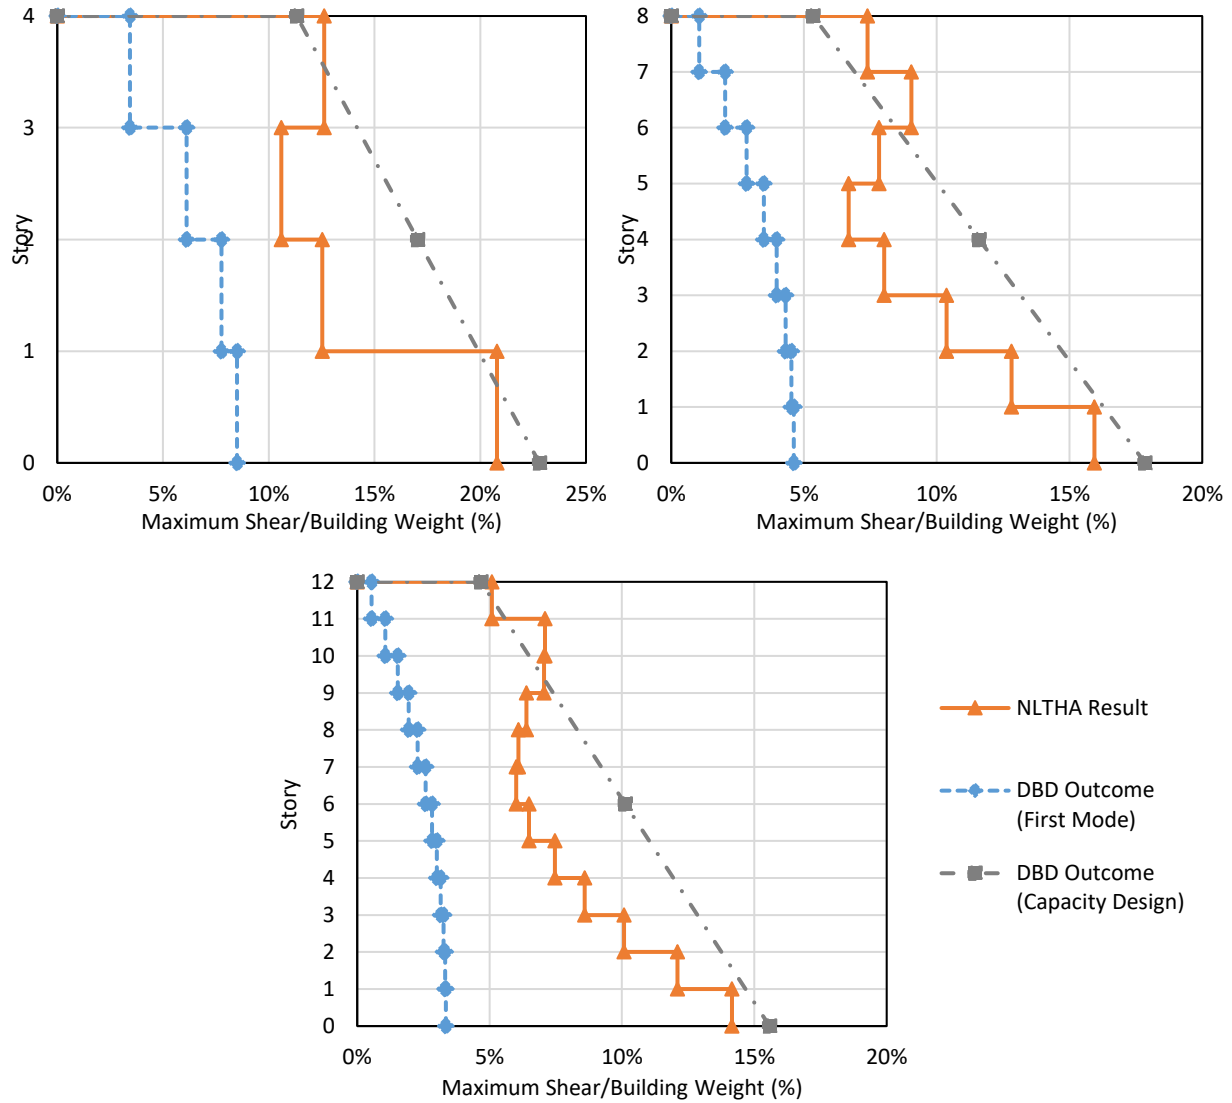 4
3
2
1
0
Story
0% 5% 10% 15% 20% 25%
Maximum Shear/Building Weight (%)
8
7
6
5
4
3
2
1
0
Story
0% 5% 10% 15% 20%
Maximum Shear/Building Weight (%)
12
11
10
9
8
7
6
5
4
3
2
1
0
Story
0% 5% 10% 15% 20%
Maximum Shear/Building Weight (%)
NLTHA Result
DBD Outcome
(First Mode)
DBD Outcome
(Capacity Design)